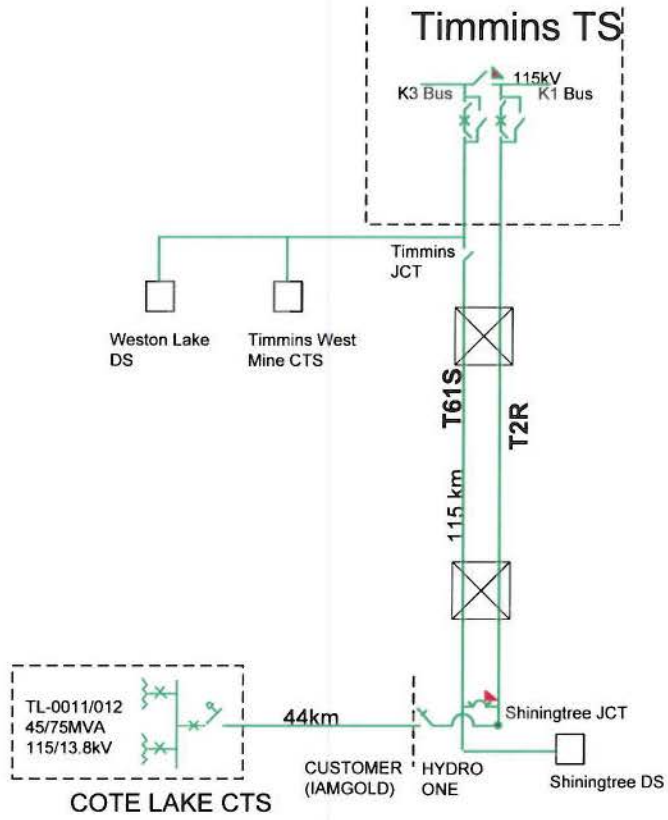 Timmins TS
115kV
K3 Bus
K1 Bus
Timmins
JCT
Weston Lake
DS
Timmins West
Mine CTS
T61S
T2R
115 km
TL-0011/012
45/75MVA
115/13.8kV
44km
Shiningtree JCT
CUSTOMER
(IAMGOLD)
HYDRO
ONE
Shiningtree DS
COTE LAKE CTS